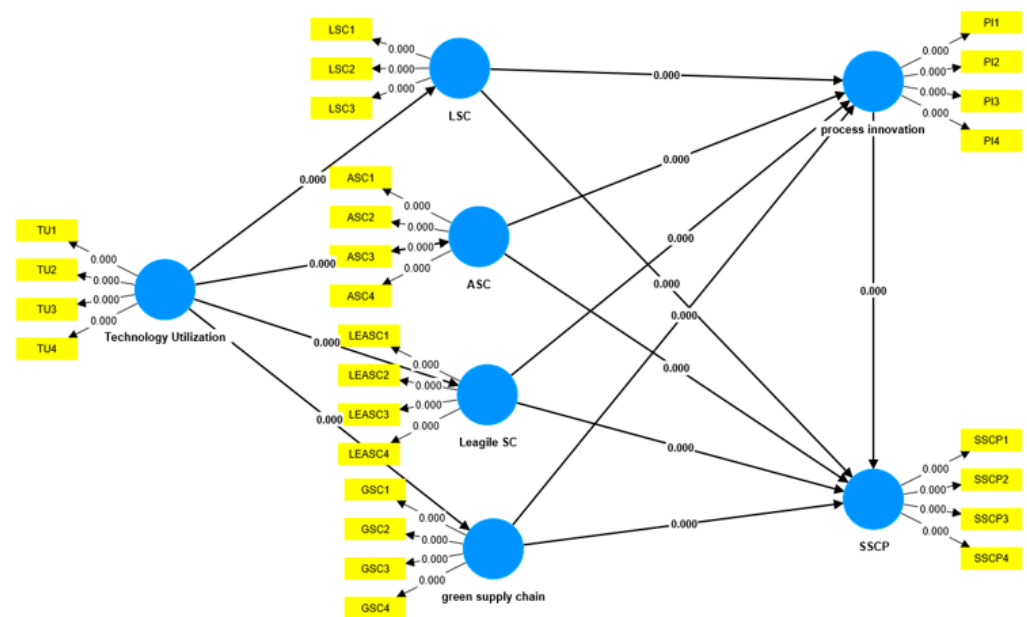 LSC1
LSC2
LSC3
0.000
0.000
0.000
LSC
0.000
PI1
PI2
PI3
PI4
0.000
0.000
0.000
0.000
process innovation
0.000
ASC1
ASC2
ASC3
ASC4
0.000
0.000
0.000
0.000
ASC
0.000
TU1
TU2
TU3
TU4
0.000
0.000
0.000
0.000
Technology Utilization
0.000
0.000
0.000
0.000
0.000
0.000
0.000
LEASC1
LEASC2
LEASC3
LEASC4
0.000
0.000
0.000
0.000
Leagile SC
0.000
0.000
0.000
GSC1
GSC2
GSC3
GSC4
0.000
0.000
0.000
0.000
green supply chain
0.000
SSCP1
SSCP2
SSCP3
SSCP4
0.000
0.000
0.000
0.000
SSCP